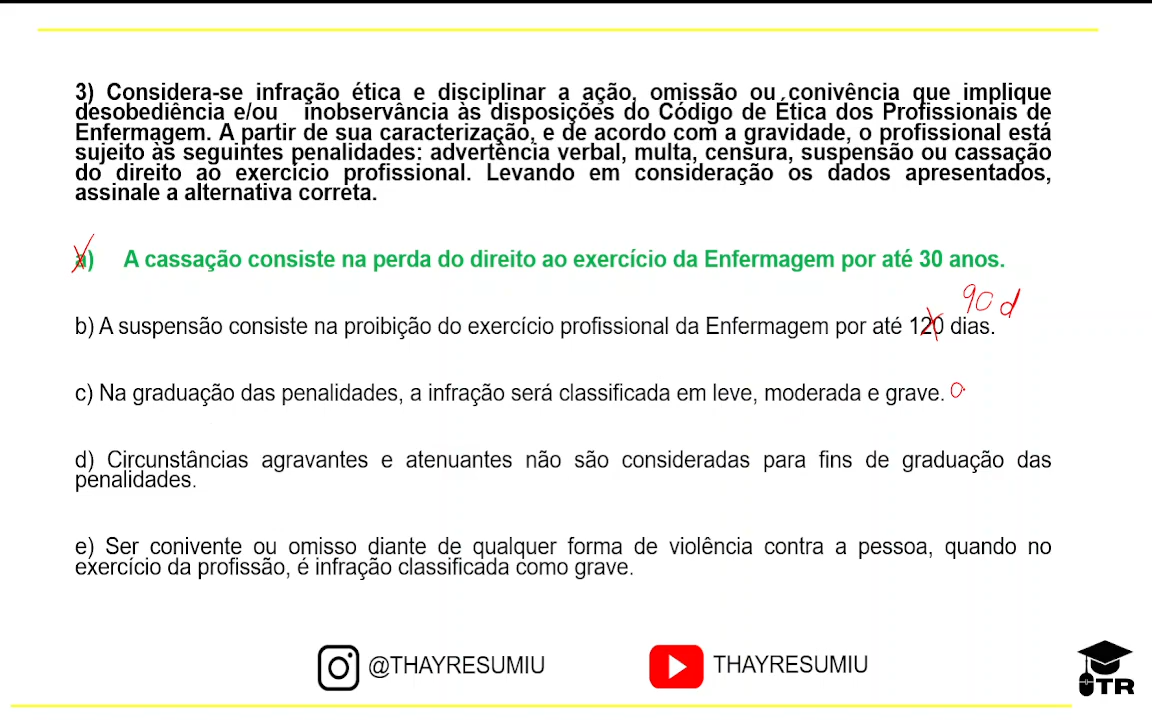 3) Considera-se infração ética e disciplinar a ação, omissão ou conivência que implique
desobediência e/ou inobservância às disposições do Código de Ética dos Profissionais de
Enfermagem. A partir de sua caracterização, e de acordo com a gravidade, o profissional está
sujeito às seguintes penalidades: advertência verbal, multa, censura, suspensão ou cassação
do direito ao exercício profissional. Levando em consideração os dados apresentados,
assinale a alternativa correta.
a) A cassação consiste na perda do direito ao exercício da Enfermagem por até 30 anos.
90 d
b) A suspensão consiste na proibição do exercício profissional da Enfermagem por até 120 dias.
c) Na graduação das penalidades, a infração será classificada em leve, moderada e grave.
d) Circunstâncias agravantes e atenuantes não são consideradas para fins de graduação das
penalidades.
e) Ser conivente ou omisso diante de qualquer forma de violência contra a pessoa, quando no
exercício da profissão, é infração classificada como grave.
@THAYRESUMIU THAYRESUMIU
TR